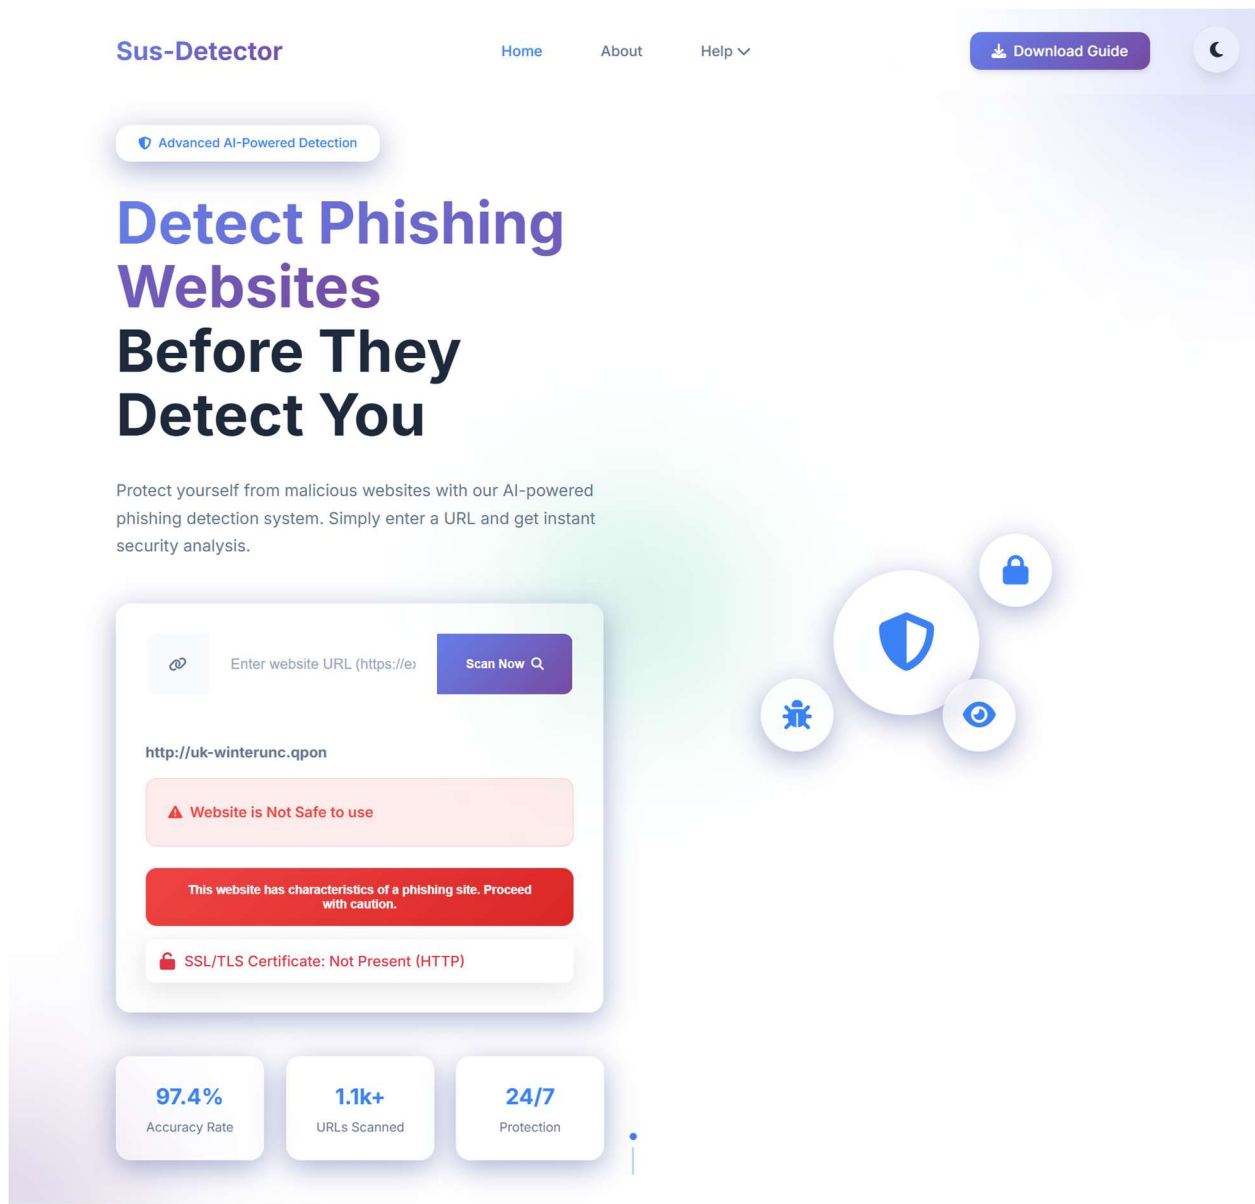 Sus-Detector
Home
About
Help
Download Guide
Advanced AI-Powered Detection
Detect Phishing
Websites
Before They
Detect You
Protect yourself from malicious websites with our AI-powered
phishing detection system. Simply enter a URL and get instant
security analysis.
Enter website URL (https://ex
Scan Now
http://uk-winterunc.qpon
Website is Not Safe to use
This website has characteristics of a phishing site. Proceed
with caution.
SSL/TLS Certificate: Not Present (HTTP)
97.4%
Accuracy Rate
1.1k+
URLs Scanned
24/7
Protection